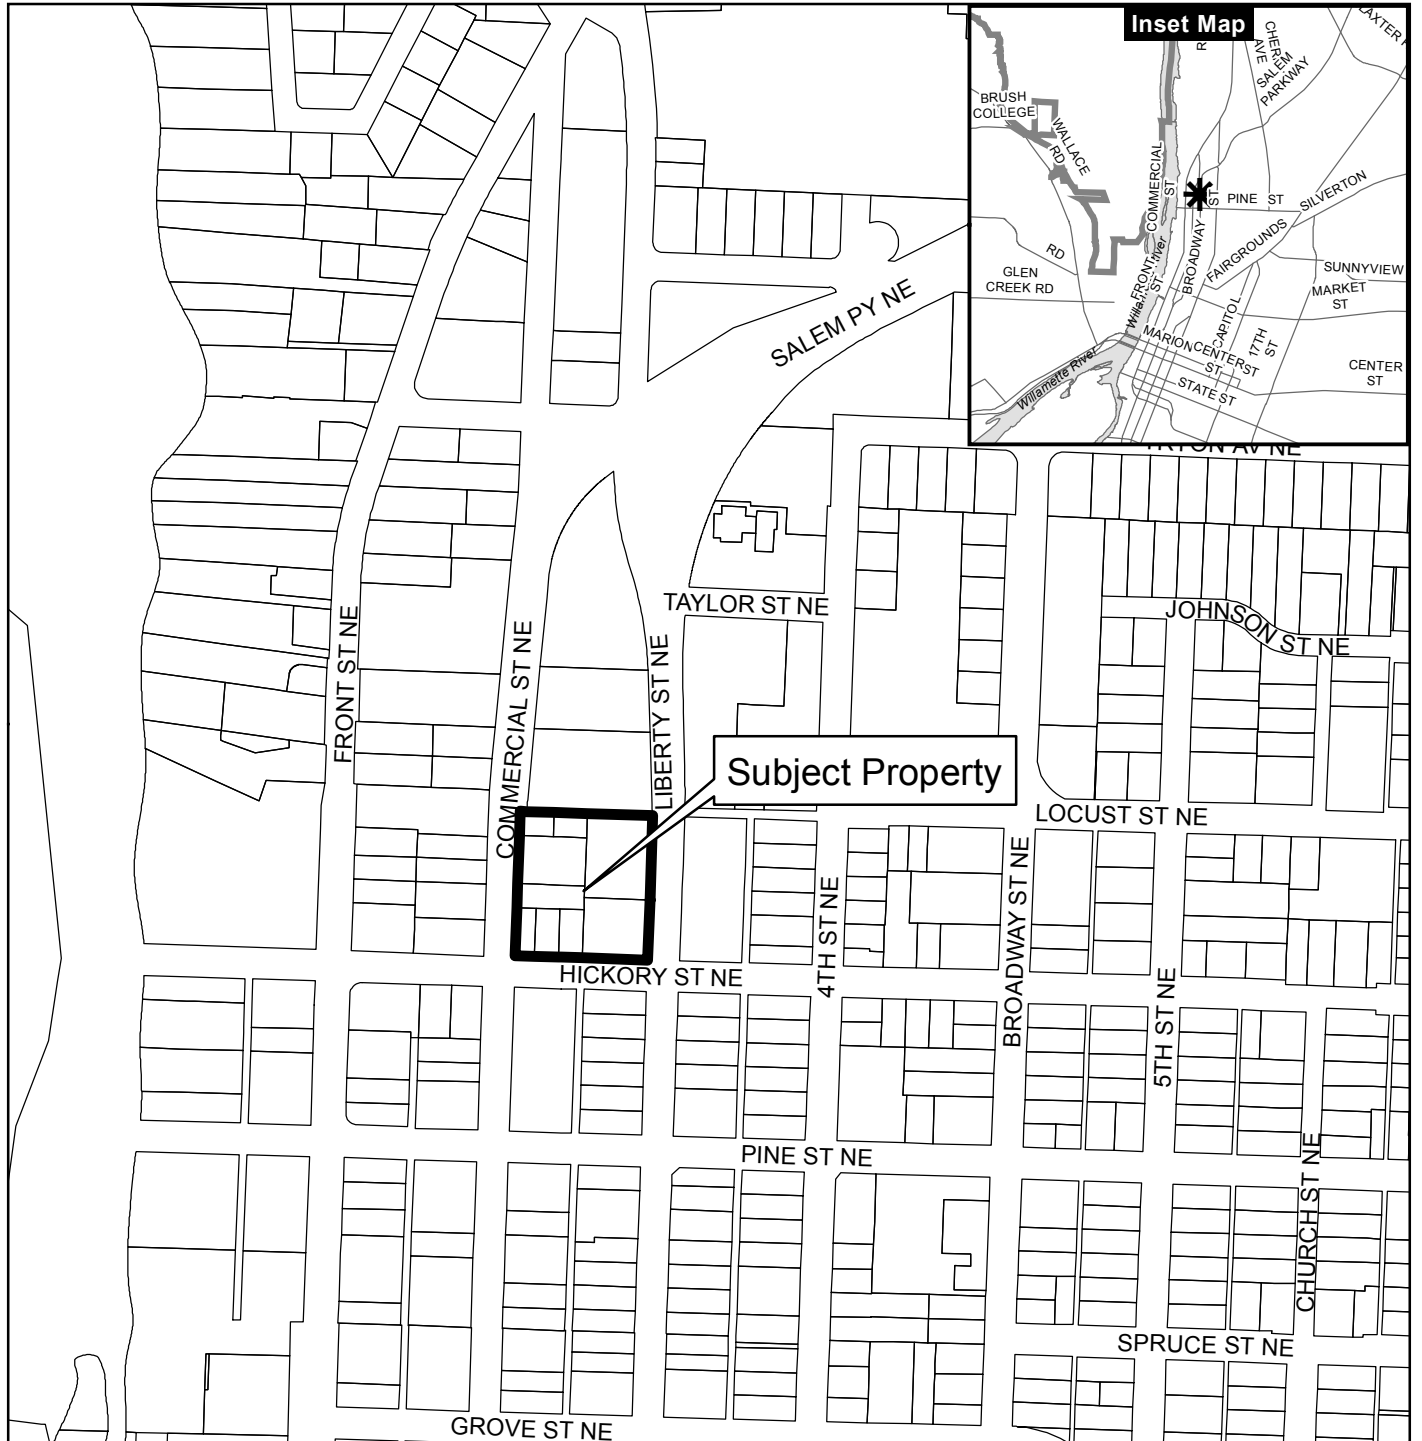 Inset Map
BRUSH
COLLEGE
WALLACE
RD
COMMERCIAL
ST
SALEM
PARKWAY
AVE
ST
PINE ST
SILVERTON
FAIRGROUNDS
BROADWAY
FRONT
ST
RD
GLEN
CREEK RD
SUNNYVIEW
MARKET
ST
CAPITOL
17TH
ST
MARION
ST
CENTER
ST
CENTER
ST
STATE ST
Willamette River
SALEM PY NE
TAYLOR ST NE
JOHNSON ST NE
FRONT ST NE
COMMERCIAL ST NE
LIBERTY ST NE
Subject Property
LOCUST ST NE
4TH ST NE
BROADWAY ST NE
HICKORY ST NE
5TH ST NE
PINE ST NE
CHURCH ST NE
SPRUCE ST NE
GROVE ST NE